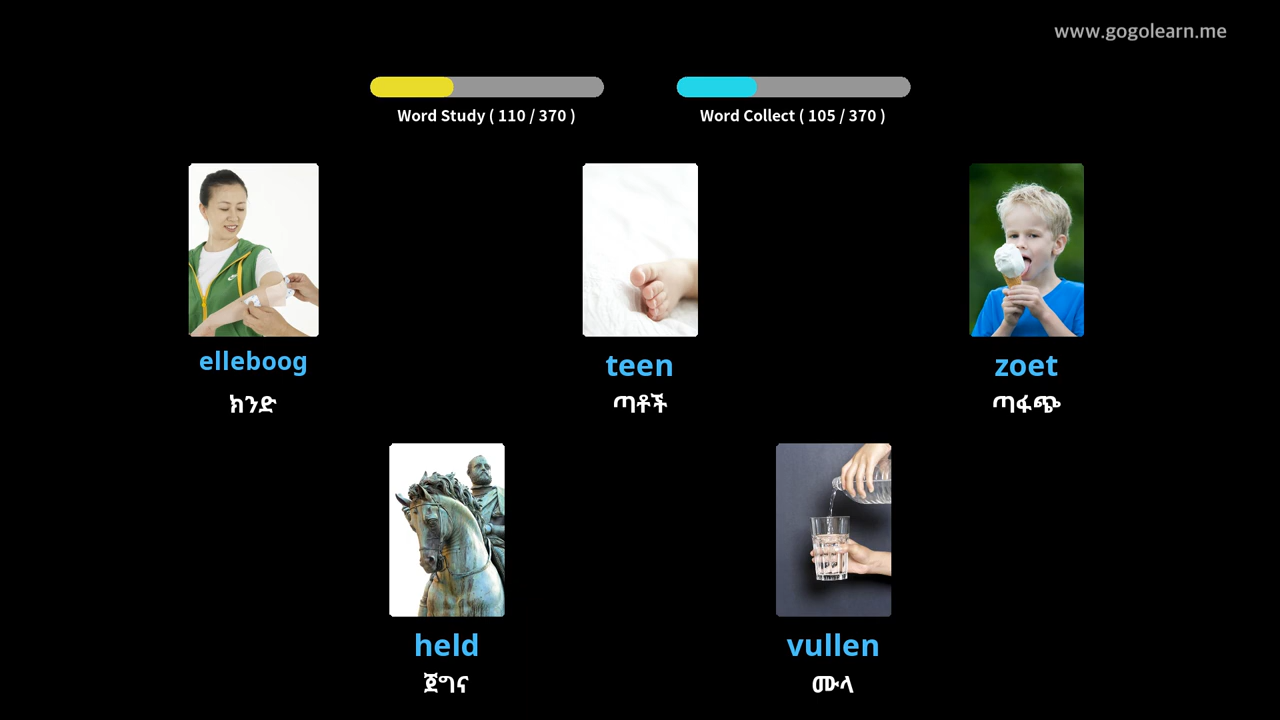 www.gogolearn.me
Word Study ( 110 / 370 )
Word Collect ( 105 / 370 )
elleboog
ክንድ
teen
ጣቶች
zoet
ጣፋጭ
held
ጀግና
vullen
ሙላ